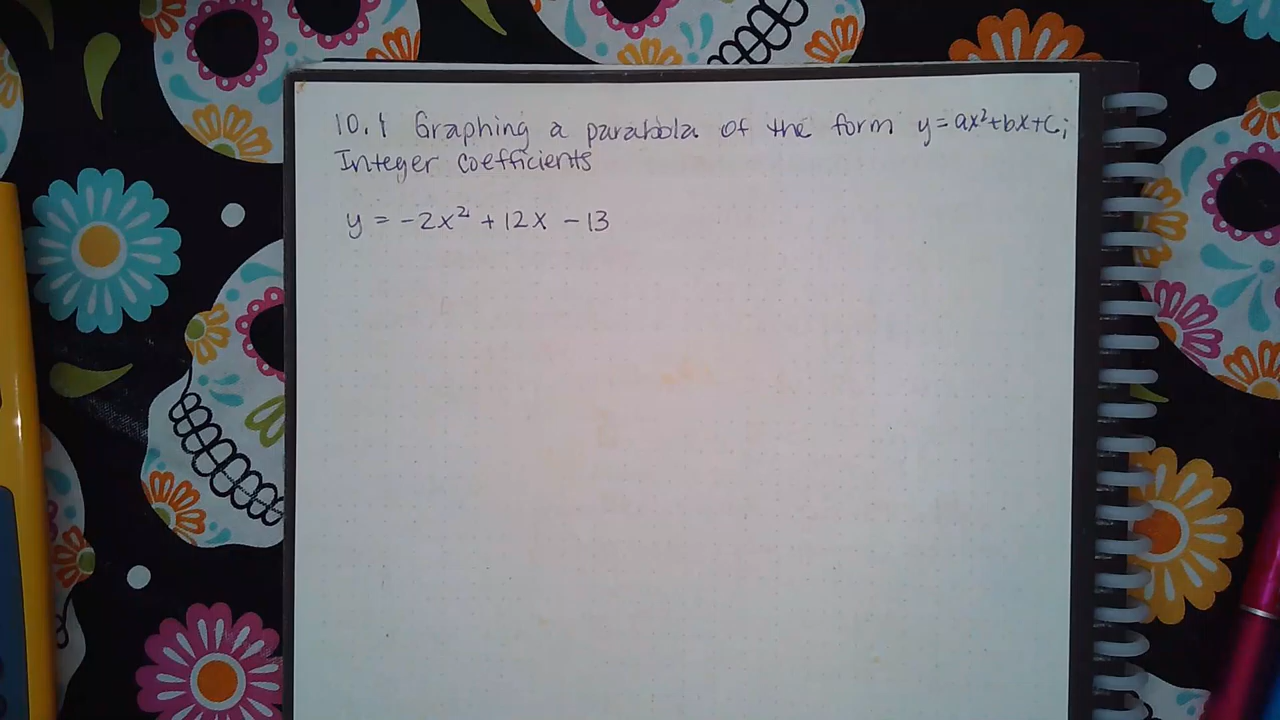 10.1 Graphing a parabola of the form y=ax²+bx+c;
Integer coefficients
y = -2x² +12x -13